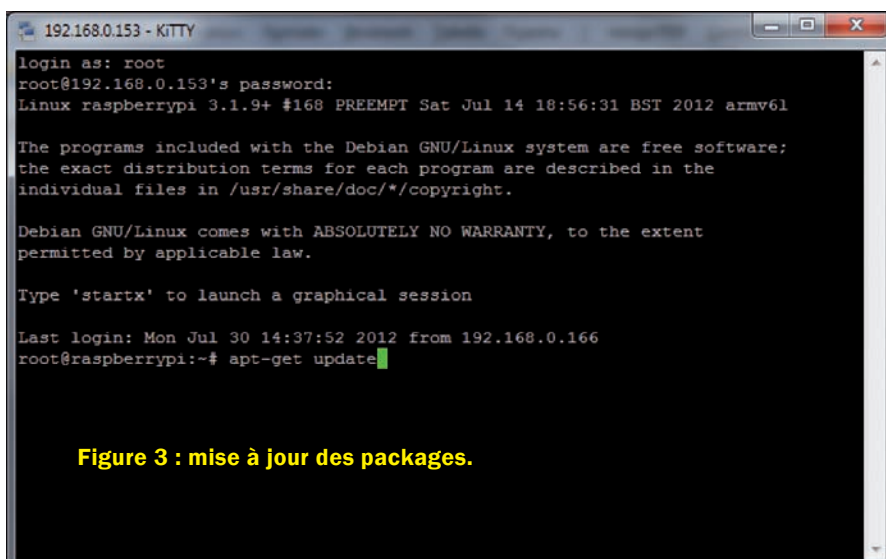 192.168.0.153 - KiTTY
login as: root
root@192.168.0.153's password:
Linux raspberrypi 3.1.9+ #168 PREEMPT Sat Jul 14 18:56:31 BST 2012 armv6l
The programs included with the Debian GNU/Linux system are free software;
the exact distribution terms for each program are described in the
individual files in /usr/share/doc/*/copyright.
Debian GNU/Linux comes with ABSOLUTELY NO WARRANTY, to the extent
permitted by applicable law.
Type 'startx' to launch a graphical session
Last login: Mon Jul 30 14:37:52 2012 from 192.168.0.166
root@raspberrypi:~# apt-get update
Figure 3 : mise à jour des packages.